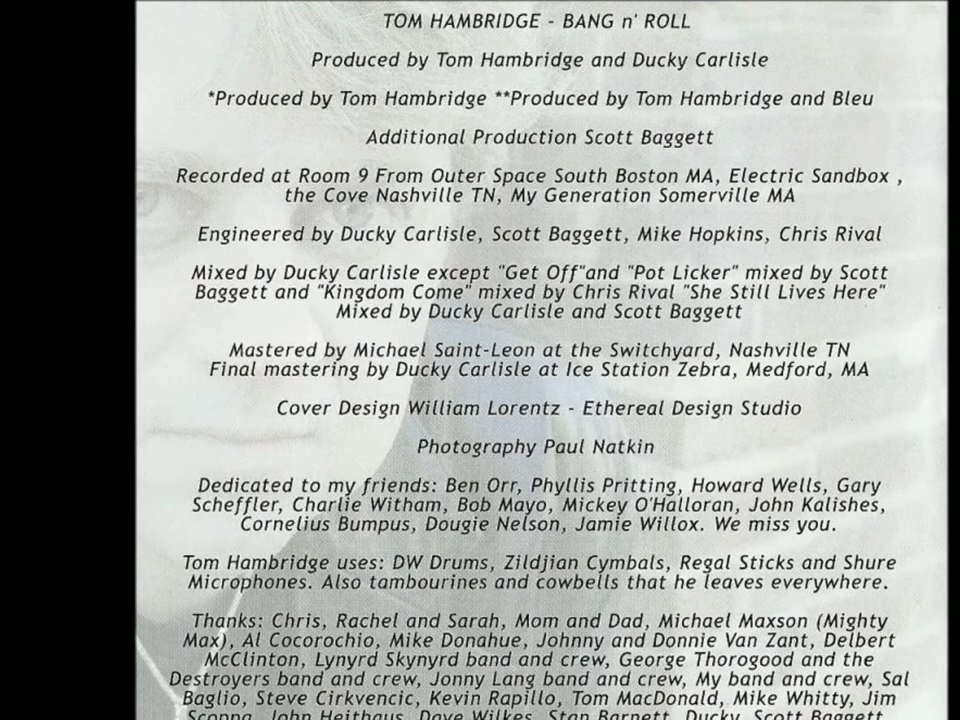 TOM HAMBRIDGE - BANG n' ROLL
Produced by Tom Hambridge and Ducky Carlisle
*Produced by Tom Hambridge **Produced by Tom Hambridge and Bleu
Additional Production Scott Baggett
Recorded at Room 9 From Outer Space South Boston MA, Electric Sandbox ,
the Cove Nashville TN, My Generation Somerville MA
Engineered by Ducky Carlisle, Scott Baggett, Mike Hopkins, Chris Rival
Mixed by Ducky Carlisle except "Get Off"and "Pot Licker" mixed by Scott
Baggett and "Kingdom Come" mixed by Chris Rival "She Still Lives Here"
Mixed by Ducky Carlisle and Scott Baggett
Mastered by Michael Saint-Leon at the Switchyard, Nashville TN
Final mastering by Ducky Carlisle at Ice Station Zebra, Medford, MA
Cover Design William Lorentz - Ethereal Design Studio
Photography Paul Natkin
Dedicated to my friends: Ben Orr, Phyllis Pritting, Howard Wells, Gary
Scheffler, Charlie Witham, Bob Mayo, Mickey O'Halloran, John Kalishes,
Cornelius Bumpus, Dougie Nelson, Jamie Willox. We miss you.
Tom Hambridge uses: DW Drums, Zildjian Cymbals, Regal Sticks and Shure
Microphones. Also tambourines and cowbells that he leaves everywhere.
Thanks: Chris, Rachel and Sarah, Mom and Dad, Michael Maxson (Mighty
Max), Al Cocorochio, Mike Donahue, Johnny and Donnie Van Zant, Delbert
McClinton, Lynyrd Skynyrd band and crew, George Thorogood and the
Destroyers band and crew, Jonny Lang band and crew, My band and crew, Sal
Baglio, Steve Cirkvencic, Kevin Rapillo, Tom MacDonald, Mike Whitty, Jim
Scoppa, John Heithaus, Dave Wilkes, Stan Barnett, Ducky, Scott Baggett,